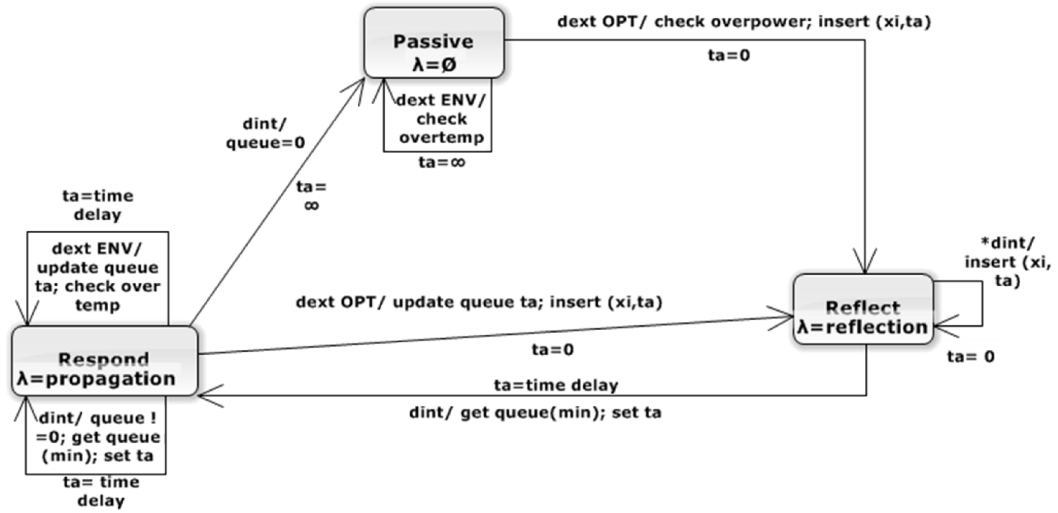 Passive
λ=Ø
dext OPT/ check overpower; insert (xi,ta)
ta=0
dext ENV/
check
overtemp
ta=∞
dint/
queue=0
ta=
∞
ta=time
delay
dext ENV/
update queue
ta; check over
temp
*dint/
insert (xi,
ta)
dext OPT/ update queue ta; insert (xi,ta)
ta=0
Reflect
λ=reflection
ta= 0
Respond
λ=propagation
ta=time delay
dint/ get queue(min); set ta
dint/ queue !
=0; get queue
(min); set ta
ta= time
delay